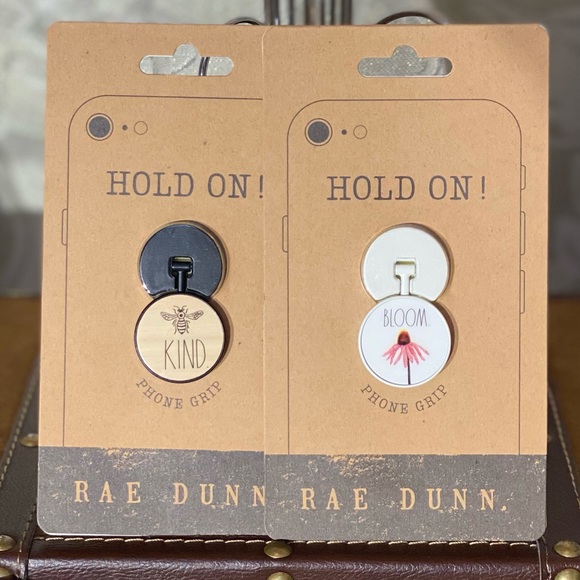 HOLD ON!
KIND.
PHONE GRIP
RAE DUNN
HOLD ON!
BLOOM.
PHONE GRIP
RAE DUNN.